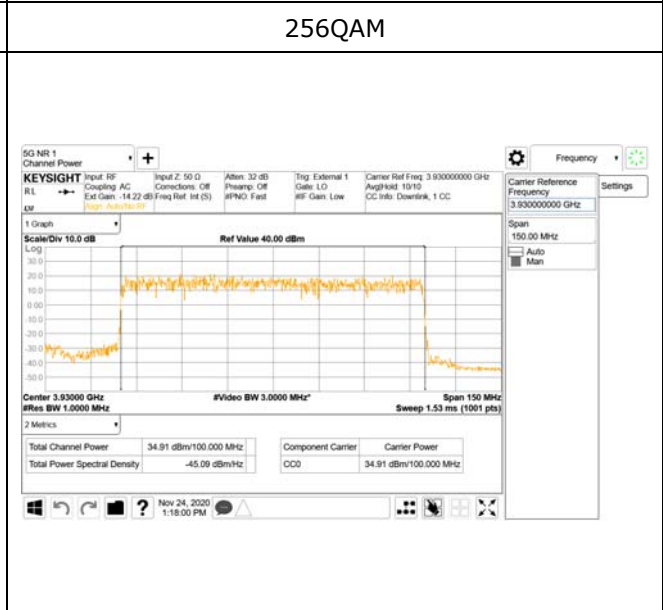 256QAM
5G NR 1
Channel Power
Frequency
KEYSIGHT Input: RF Input Z: 50 Ω Atten: 32 dB Trig: External 1 Carrier Ref Freq: 3.930000000 GHz
RL Coupling: AC Corrections: Off Preamp: Off Gate: LO Avg|Hold: 10/10
Ext Gain: -14.22 dB Freq Ref: Int (S) #PNO: Fast #IF Gain: Low CC Info: Downlink, 1 CC
Align: Auto/No RF
Carrier Reference Frequency
3.930000000 GHz
Settings
Span
150.00 MHz
Auto
Man
1 Graph
Scale/Div 10.0 dB Ref Value 40.00 dBm
Log
30.0
20.0
10.0
0.00
-10.0
-20.0
-30.0
-40.0
-50.0
Center 3.93000 GHz #Video BW 3.0000 MHz* Span 150 MHz
#Res BW 1.0000 MHz Sweep 1.53 ms (1001 pts)
2 Metrics
Total Channel Power 34.91 dBm/100.000 MHz Component Carrier Carrier Power
Total Power Spectral Density -45.09 dBm/Hz CC0 34.91 dBm/100.000 MHz
? Nov 24, 2020
1:18:00 PM